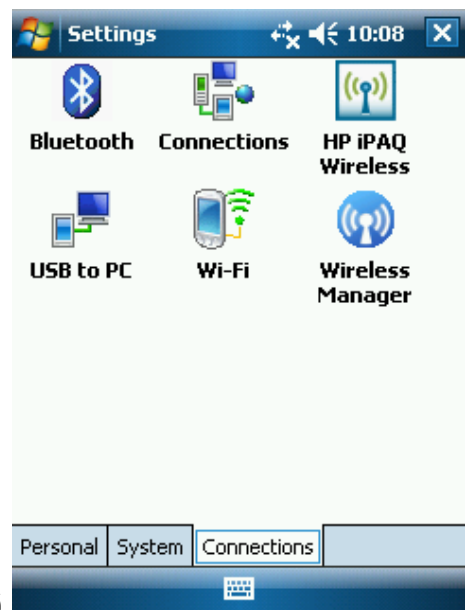 Settings 10:08
Bluetooth Connections HP iPAQ
Wireless
USB to PC Wi-Fi Wireless
Manager
Personal System Connections